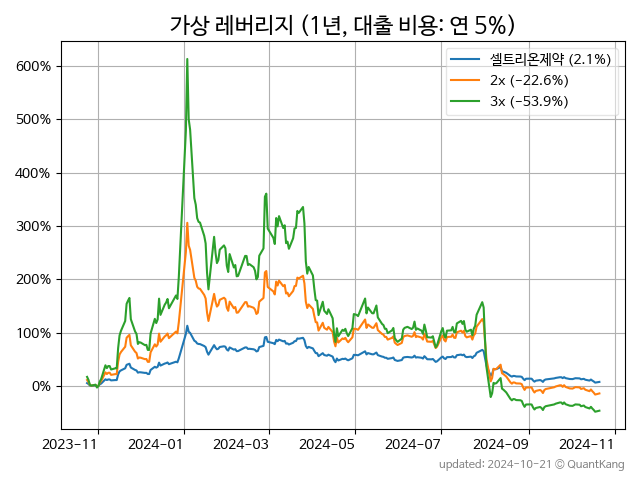 가상 레버리지 (1년, 대출 비용: 연 5%)
셀트리온제약 (2.1%)
2x (−22.6%)
3x (−53.9%)
600%
500%
400%
300%
200%
100%
0%
2023-11 2024-01 2024-03 2024-05 2024-07 2024-09 2024-11
updated: 2024-10-21 © QuantKang